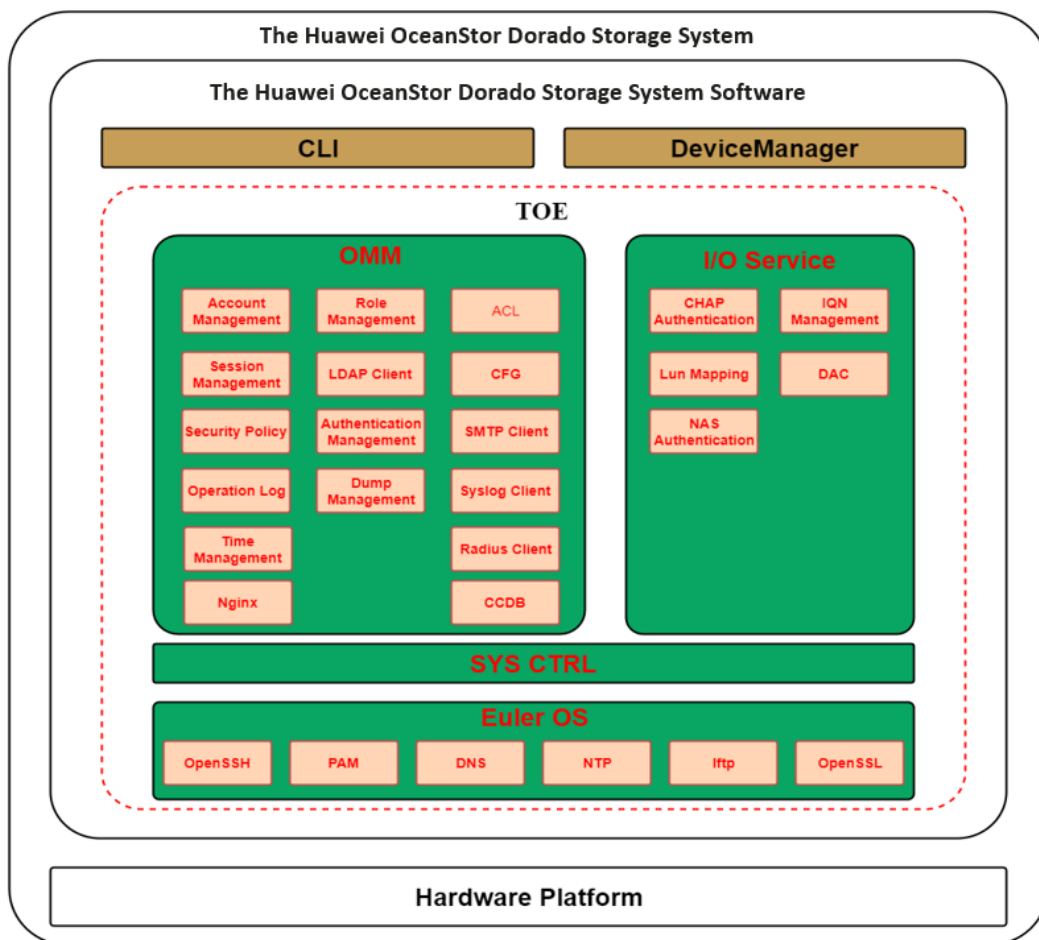 The Huawei OceanStor Dorado Storage System
The Huawei OceanStor Dorado Storage System Software
CLI
DeviceManager
TOE
OMM
Account
Management
Role
Management
ACL
Session
Management
LDAP Client
CFG
Security Policy
Authentication
Management
SMTP Client
Operation Log
Dump
Management
Syslog Client
Time
Management
Radius Client
Nginx
CCDB
I/O Service
CHAP
Authentication
IQN
Management
Lun Mapping
DAC
NAS
Authentication
SYS CTRL
Euler OS
OpenSSH
PAM
DNS
NTP
lftp
OpenSSL
Hardware Platform